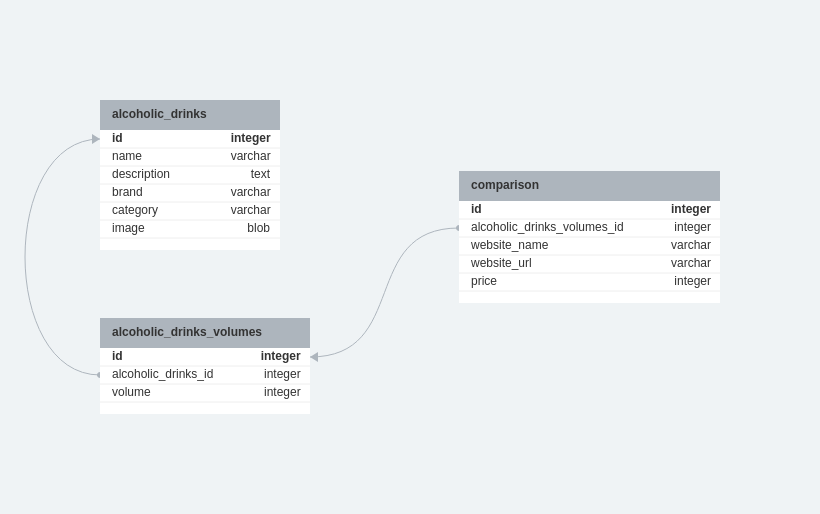 alcoholic_drinks
id integer
name varchar
description text
brand varchar
category varchar
image blob
comparison
id integer
alcoholic_drinks_volumes_id integer
website_name varchar
website_url varchar
price integer
alcoholic_drinks_volumes
id integer
alcoholic_drinks_id integer
volume integer